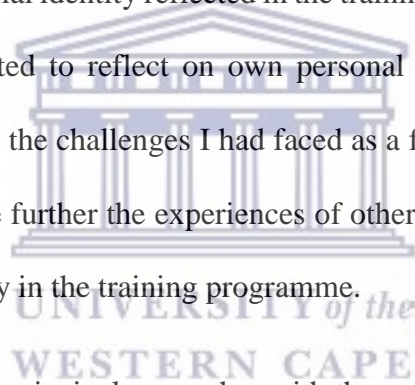 ial identity reflected in the training
ted to reflect on own personal
the challenges I had faced as a f
further the experiences of other
y in the training programme.
UNIVERSITY of the
WESTERN CAPE